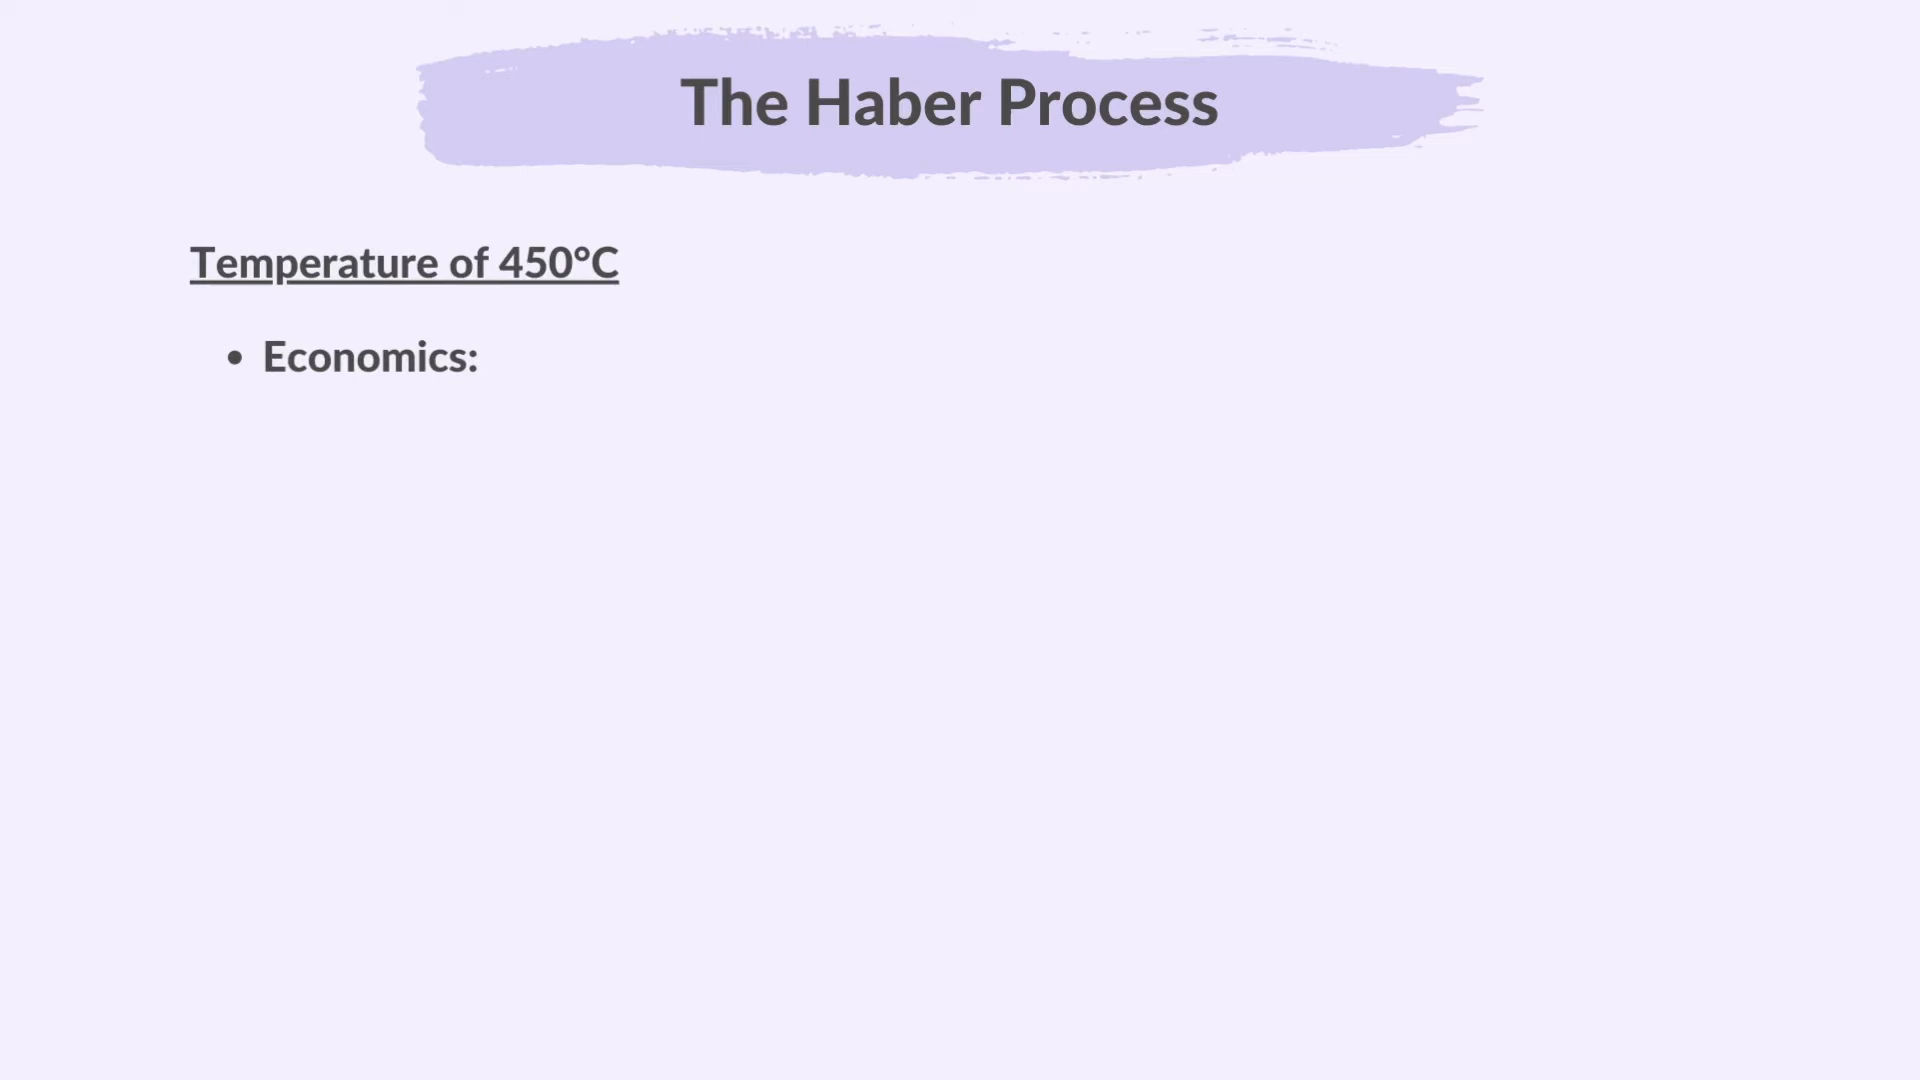 The Haber Process
Temperature of 450°C
• Economics: